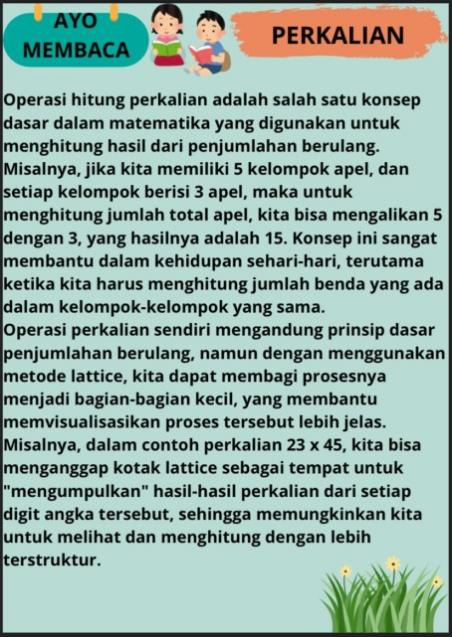 AYO
MEMBACA
PERKALIAN
Operasi hitung perkalian adalah salah satu konsep
dasar dalam matematika yang digunakan untuk
menghitung hasil dari penjumlahan berulang.
Misalnya, jika kita memiliki 5 kelompok apel, dan
setiap kelompok berisi 3 apel, maka untuk
menghitung jumlah total apel, kita bisa mengalikan 5
dengan 3, yang hasilnya adalah 15. Konsep ini sangat
membantu dalam kehidupan sehari-hari, terutama
ketika kita harus menghitung jumlah benda yang ada
dalam kelompok-kelompok yang sama.
Operasi perkalian sendiri mengandung prinsip dasar
penjumlahan berulang, namun dengan menggunakan
metode lattice, kita dapat membagi prosesnya
menjadi bagian-bagian kecil, yang membantu
memvisualisasikan proses tersebut lebih jelas.
Misalnya, dalam contoh perkalian 23 x 45, kita bisa
menganggap kotak lattice sebagai tempat untuk
"mengumpulkan" hasil-hasil perkalian dari setiap
digit angka tersebut, sehingga memungkinkan kita
untuk melihat dan menghitung dengan lebih
terstruktur.